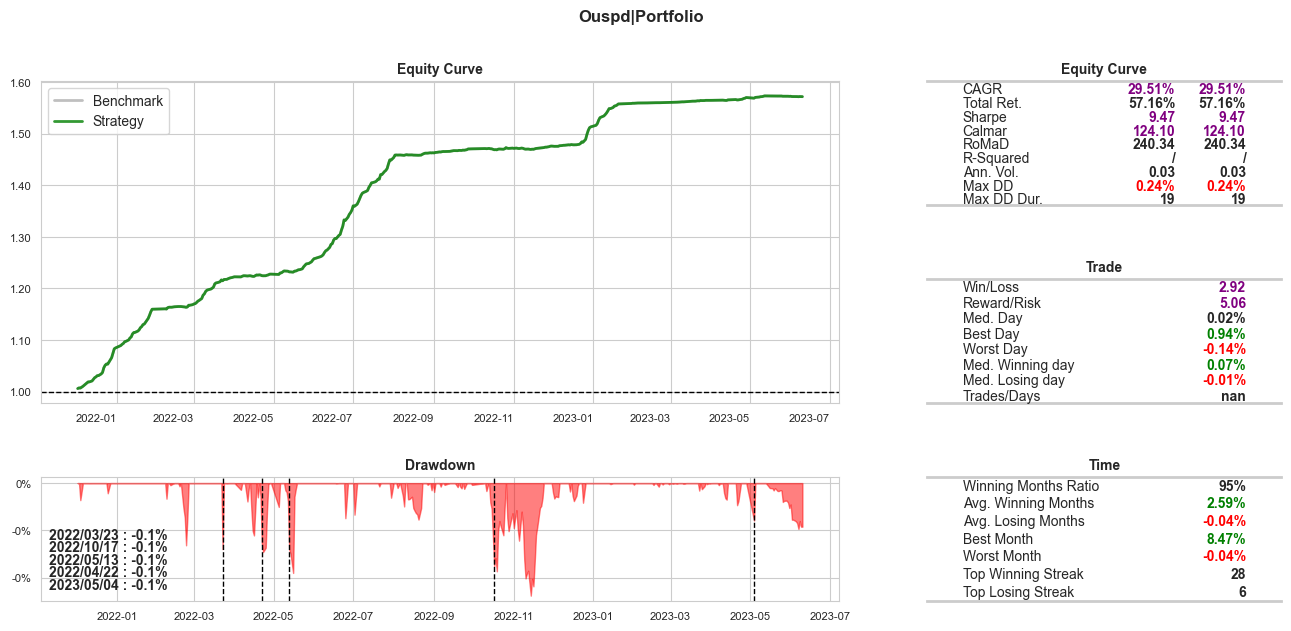 Ouspd|Portfolio
Equity Curve
1.60
1.50
1.40
1.30
1.20
1.10
1.00
Benchmark
Strategy
2022-01 2022-03 2022-05 2022-07 2022-09 2022-11 2023-01 2023-03 2023-05 2023-07
Drawdown
0%
-0%
-0%
2022/03/23 : -0.1%
2022/10/17 : -0.1%
2022/05/13 : -0.1%
2022/04/22 : -0.1%
2023/05/04 : -0.1%
2022-01 2022-03 2022-05 2022-07 2022-09 2022-11 2023-01 2023-03 2023-05 2023-07
Equity Curve
CAGR 29.51% 29.51%
Total Ret. 57.16% 57.16%
Sharpe 9.47 9.47
Calmar 124.10 124.10
RoMaD 240.34 240.34
R-Squared / /
Ann. Vol. 0.03 0.03
Max DD 0.24% 0.24%
Max DD Dur. 19 19
Trade
Win/Loss 2.92
Reward/Risk 5.06
Med. Day 0.02%
Best Day 0.94%
Worst Day -0.14%
Med. Winning day 0.07%
Med. Losing day -0.01%
Trades/Days nan
Time
Winning Months Ratio 95%
Avg. Winning Months 2.59%
Avg. Losing Months -0.04%
Best Month 8.47%
Worst Month -0.04%
Top Winning Streak 28
Top Losing Streak 6